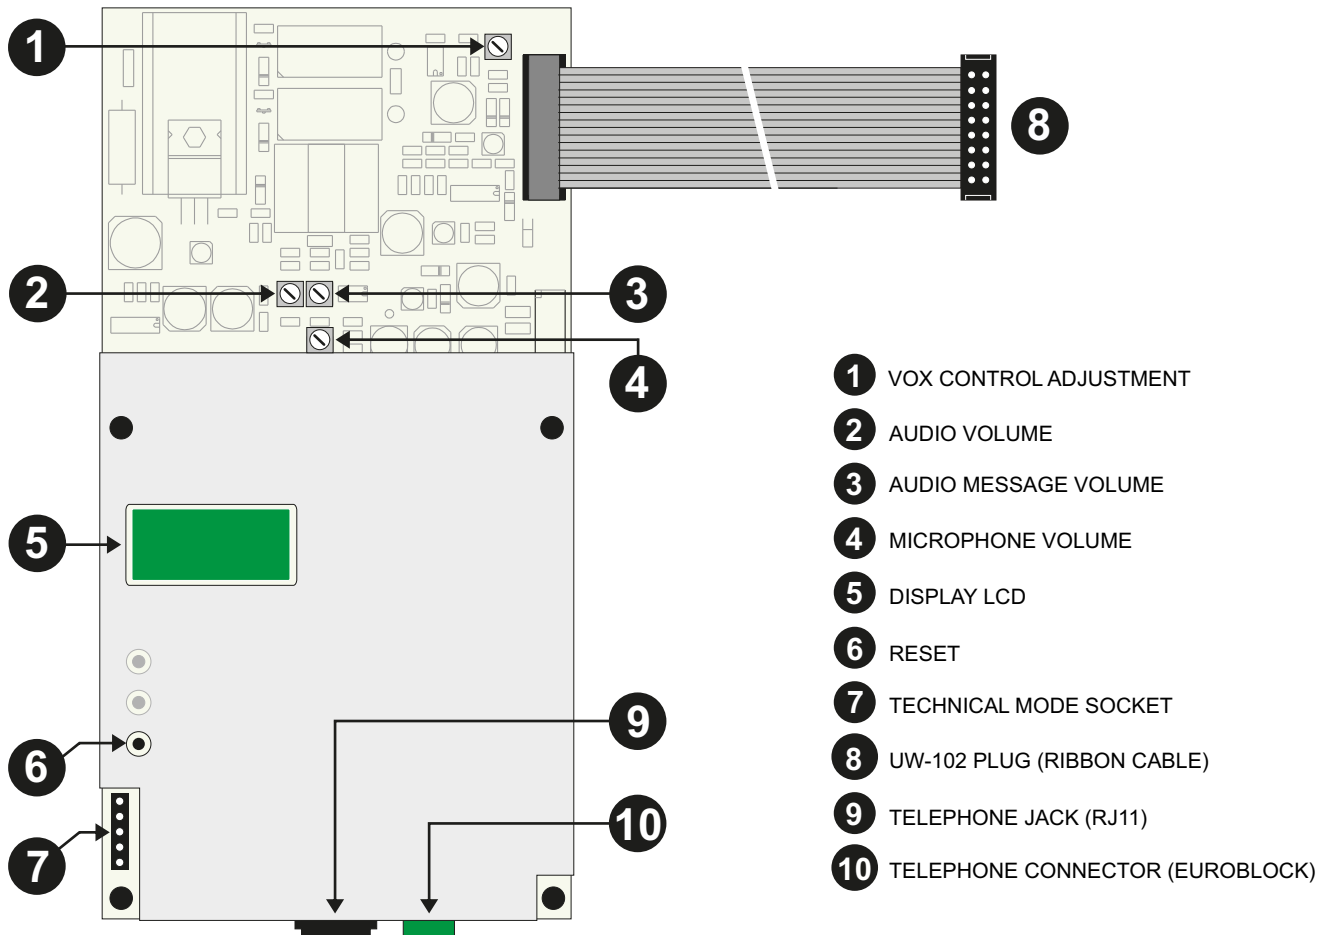 1
8
2
3
4
1 VOX CONTROL ADJUSTMENT
2 AUDIO VOLUME
3 AUDIO MESSAGE VOLUME
4 MICROPHONE VOLUME
5
5 DISPLAY LCD
6 RESET
9
7 TECHNICAL MODE SOCKET
6
8 UW-102 PLUG (RIBBON CABLE)
10
9 TELEPHONE JACK (RJ11)
7
10 TELEPHONE CONNECTOR (EUROBLOCK)